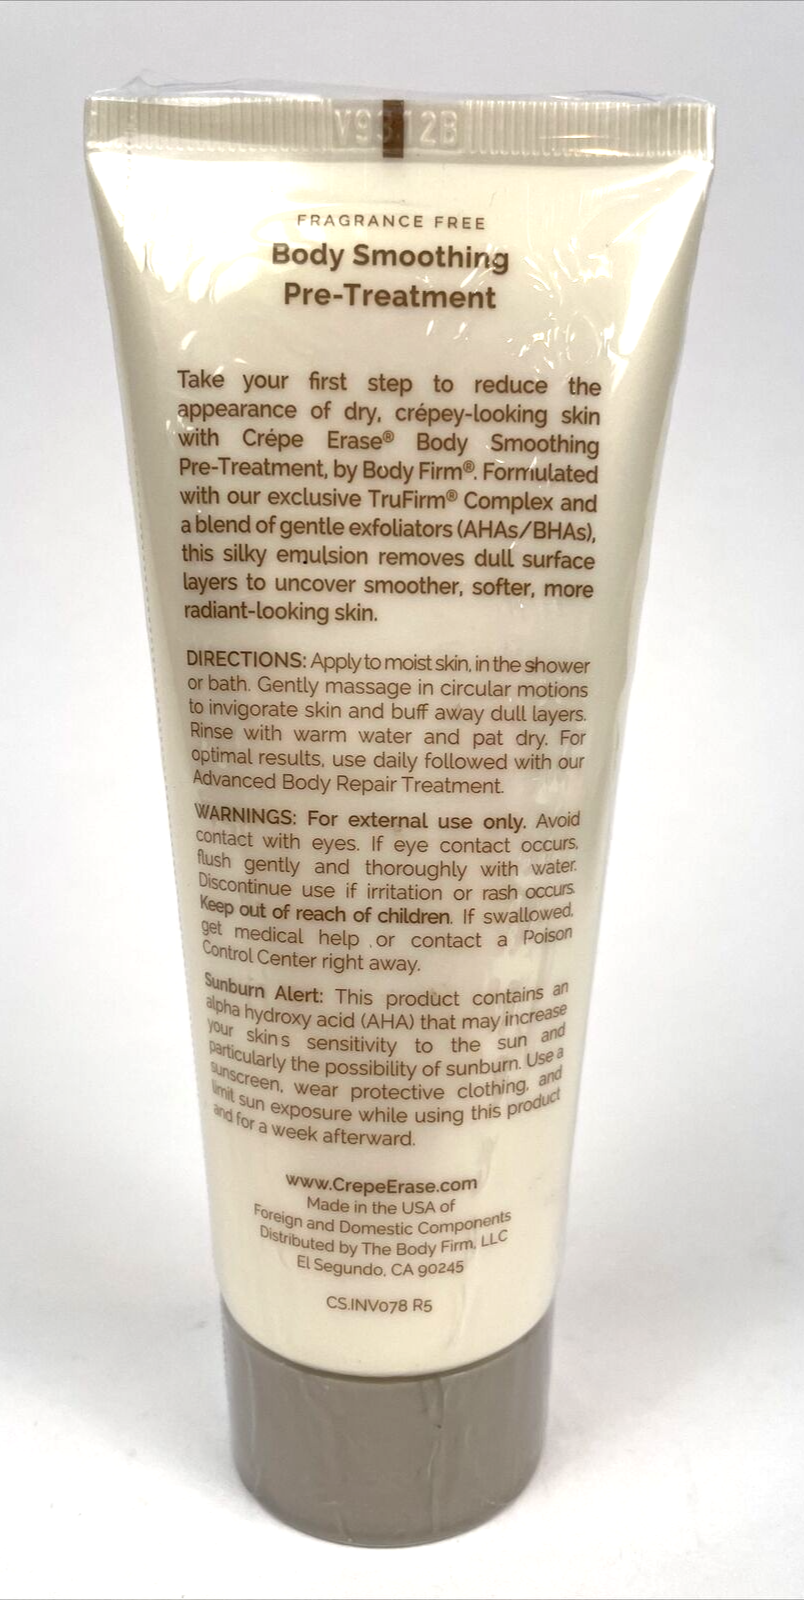 FRAGRANCE FREE
Body Smoothing
Pre-Treatment
Take your first step to reduce the
appearance of dry, crépey-looking skin
with Crépe Erase® Body Smoothing
Pre-Treatment, by Body Firm®. Formulated
with our exclusive TruFirm® Complex and
a blend of gentle exfoliators (AHAs/BHAs),
this silky emulsion removes dull surface
layers to uncover smoother, softer, more
radiant-looking skin.
DIRECTIONS: Apply to moist skin, in the shower
or bath. Gently massage in circular motions
to invigorate skin and buff away dull layers.
Rinse with warm water and pat dry. For
optimal results, use daily followed with our
Advanced Body Repair Treatment.
WARNINGS: For external use only. Avoid
contact with eyes. If eye contact occurs,
flush gently and thoroughly with water.
Discontinue use if irritation or rash occurs.
Keep out of reach of children. If swallowed,
get medical help or contact a Poison
Control Center right away.
Sunburn Alert: This product contains an
alpha hydroxy acid (AHA) that may increase
your skin's sensitivity to the sun and
particularly the possibility of sunburn. Use a
sunscreen, wear protective clothing, and
limit sun exposure while using this product
and for a week afterward.
www.CrepeErase.com
Made in the USA of
Foreign and Domestic Components
Distributed by The Body Firm, LLC
El Segundo, CA 90245
CS.INV078 R5